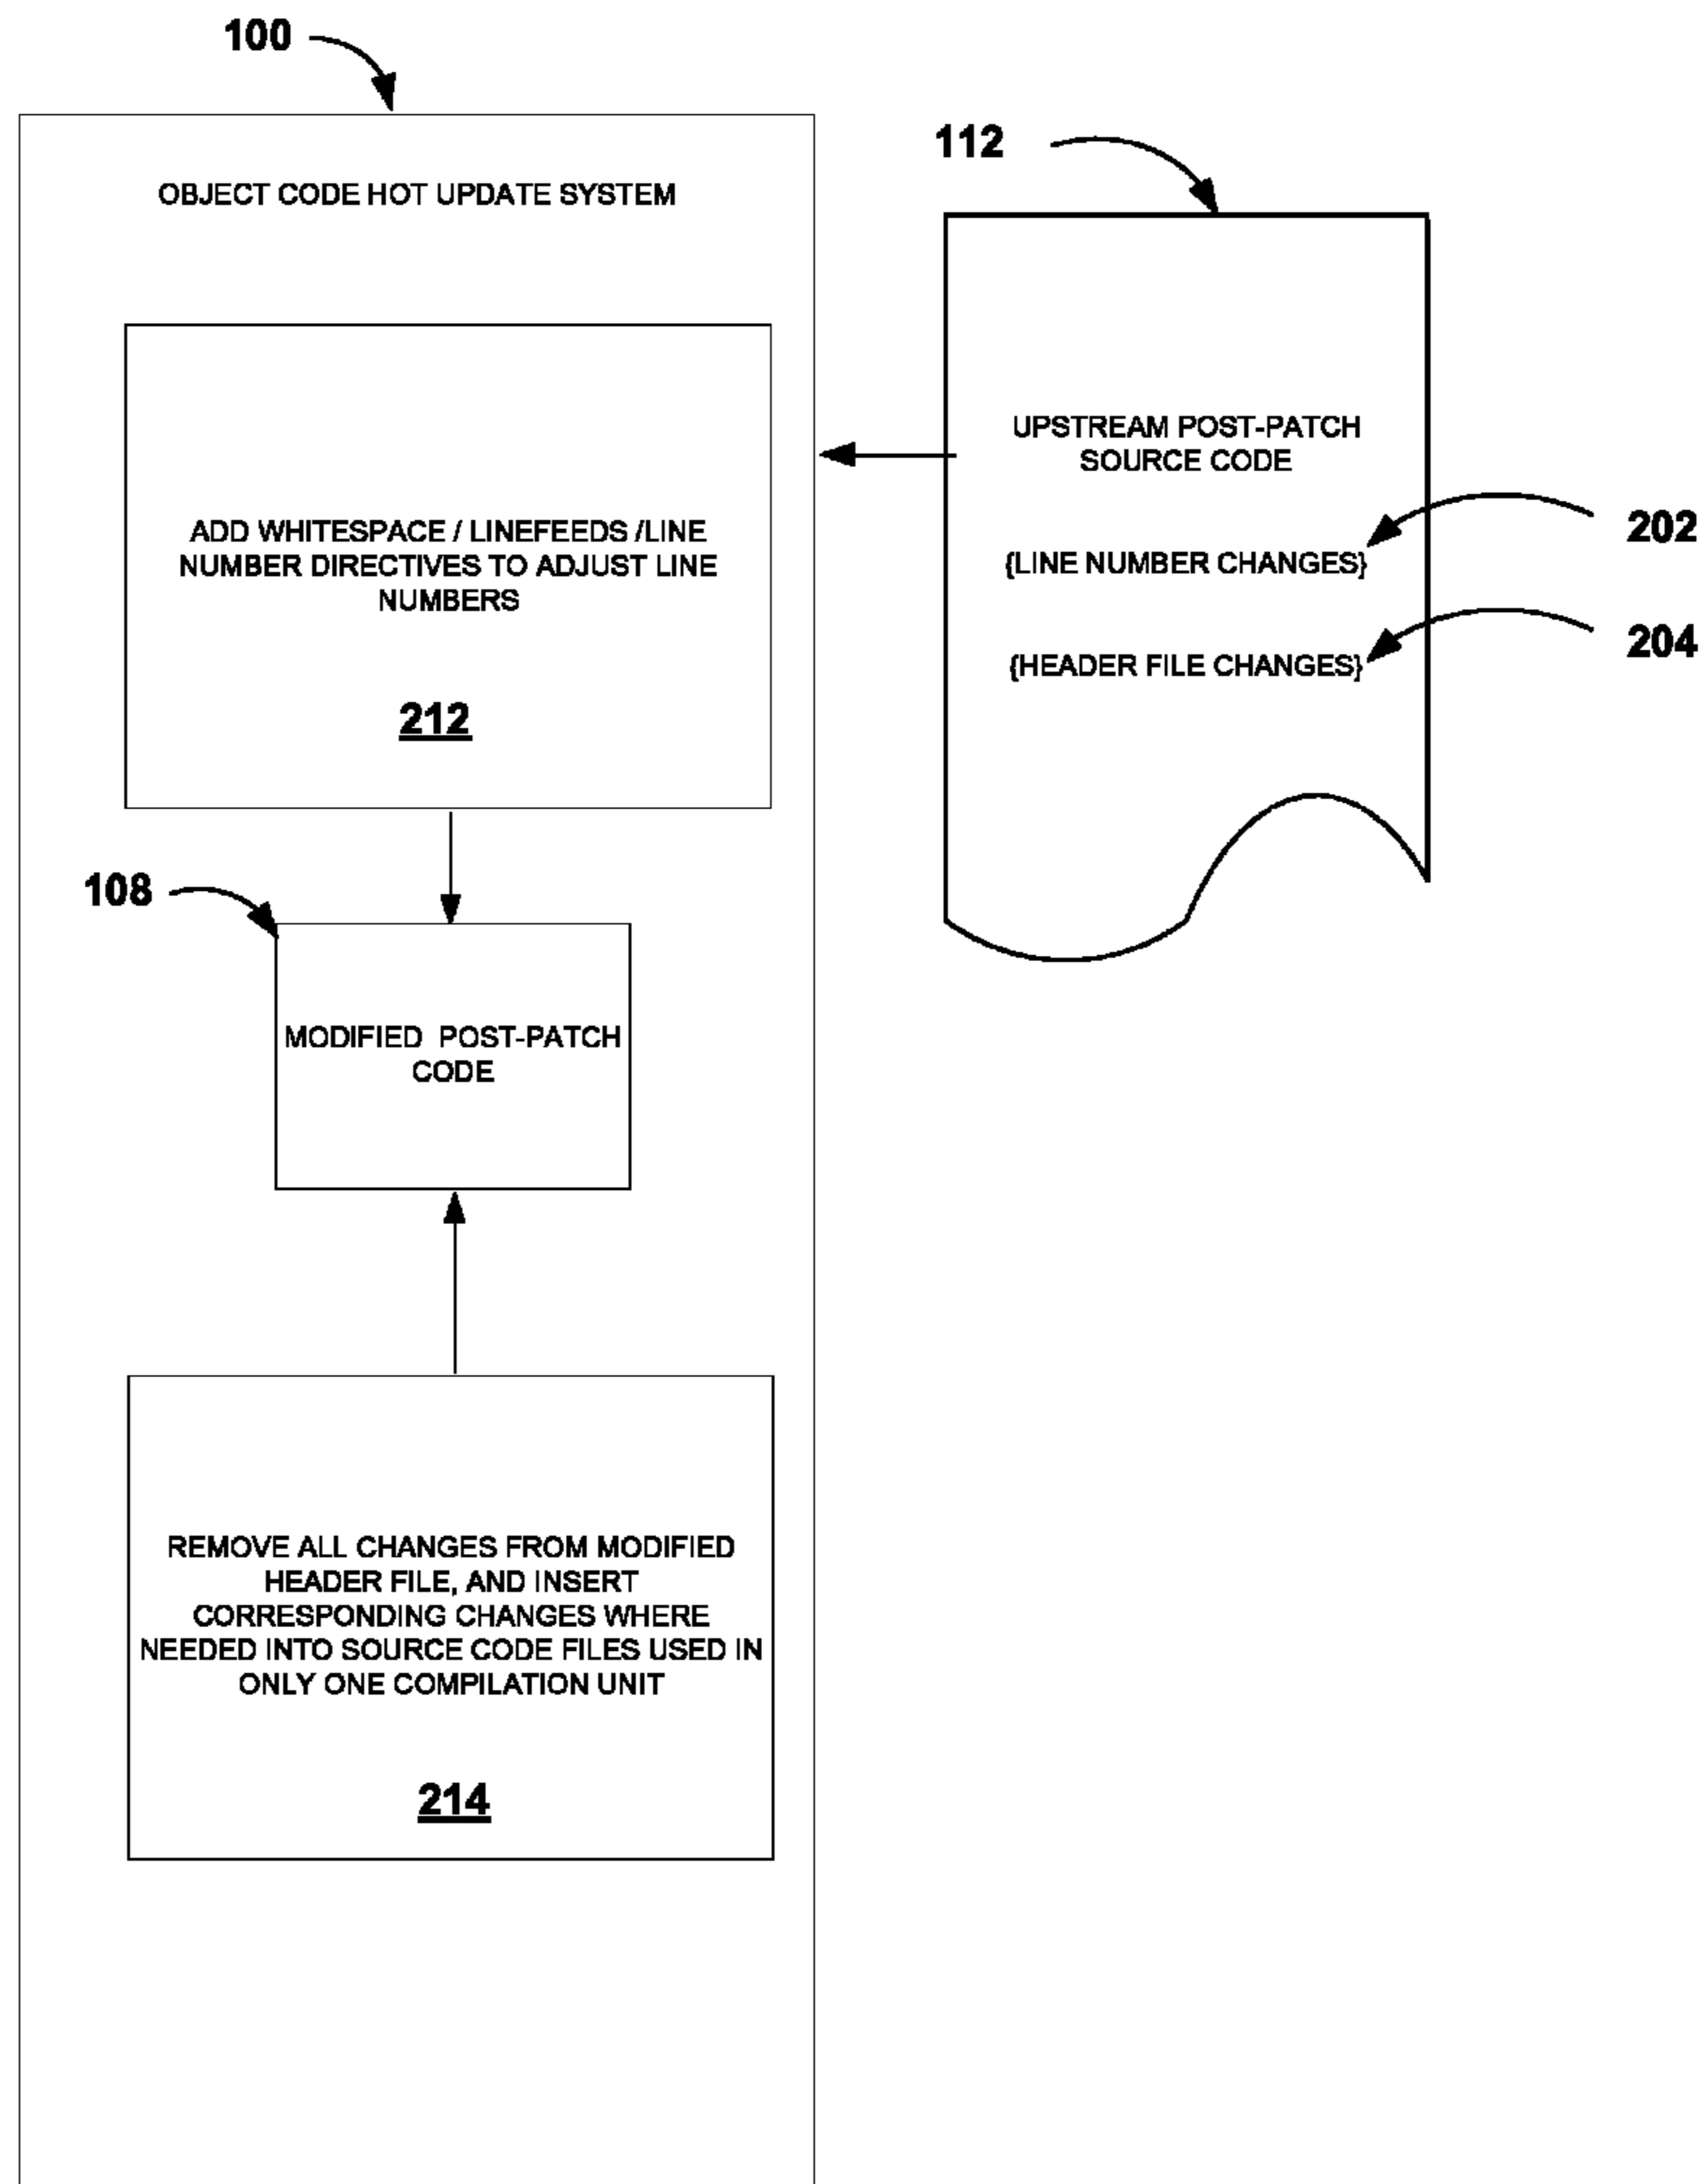 100
OBJECT CODE HOT UPDATE SYSTEM
112
UPSTREAM POST-PATCH
SOURCE CODE
202
{LINE NUMBER CHANGES}
204
{HEADER FILE CHANGES}
ADD WHITESPACE / LINEFEEDS /LINE
NUMBER DIRECTIVES TO ADJUST LINE
NUMBERS
212
108
MODIFIED POST-PATCH
CODE
REMOVE ALL CHANGES FROM MODIFIED
HEADER FILE, AND INSERT
CORRESPONDING CHANGES WHERE
NEEDED INTO SOURCE CODE FILES USED IN
ONLY ONE COMPILATION UNIT
214